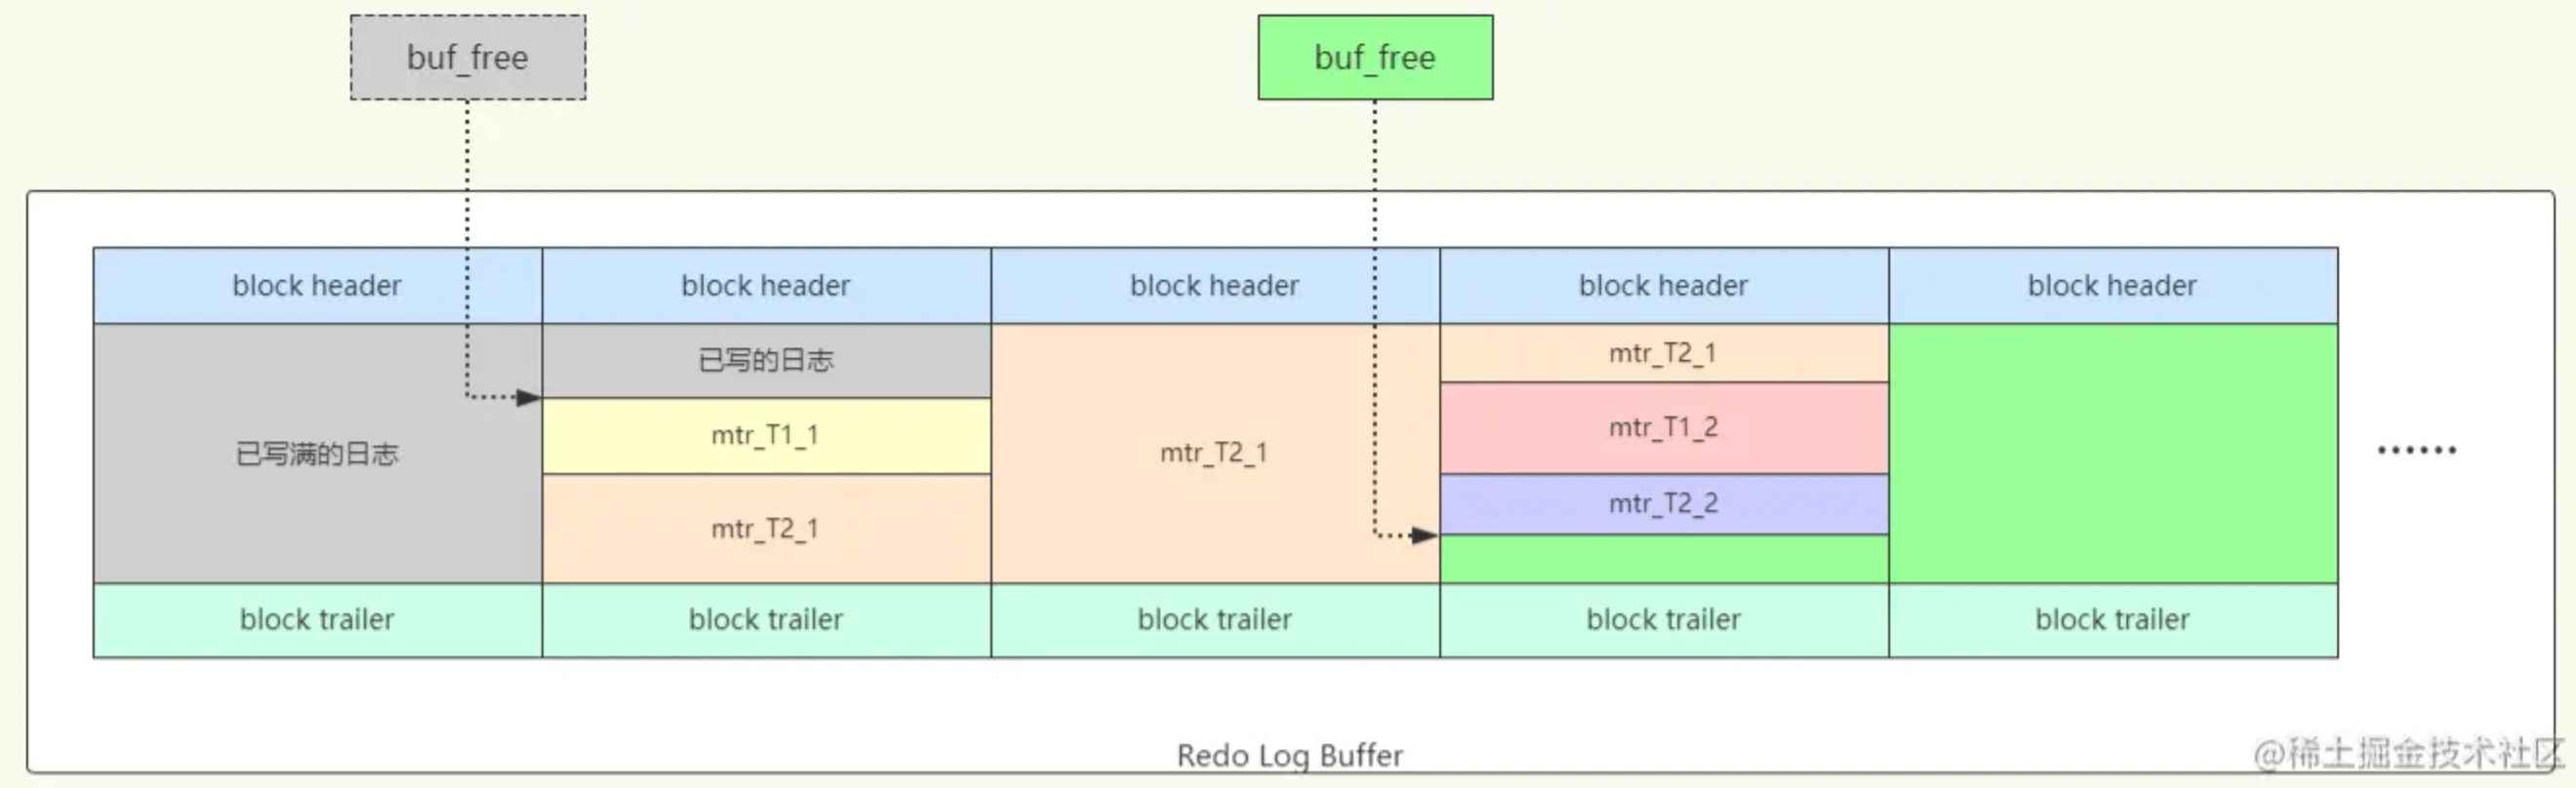 buf_free
buf_free
block header
block header
block header
block header
block header
已写满的日志
已写的日志
mtr_T1_1
mtr_T2_1
mtr_T2_1
mtr_T2_1
mtr_T1_2
mtr_T2_2
......
block trailer
block trailer
block trailer
block trailer
block trailer
Redo Log Buffer
@稀土掘金技术社区